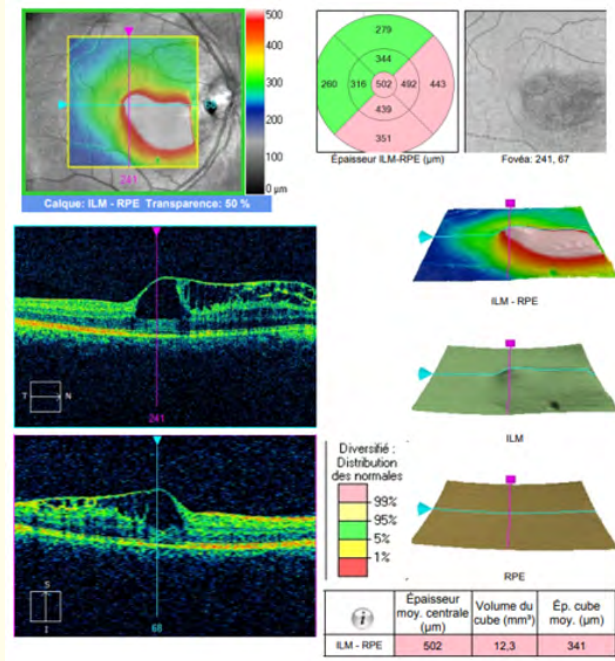 500
400
300
200
100
0 µm
241
Calque: ILM - RPE Transparence: 50 %
279
344
260 316 502 492 443
439
351
Épaisseur ILM-RPE (µm)
Fovéa: 241, 67
ILM - RPE
T N
241
ILM
S
I
68
Diversifié :
Distribution
des normales
99%
95%
5%
1%
RPE
Épaisseur moy. centrale (µm)
Volume du cube (mm³)
Ép. cube moy. (µm)
ILM - RPE 502 12,3 341